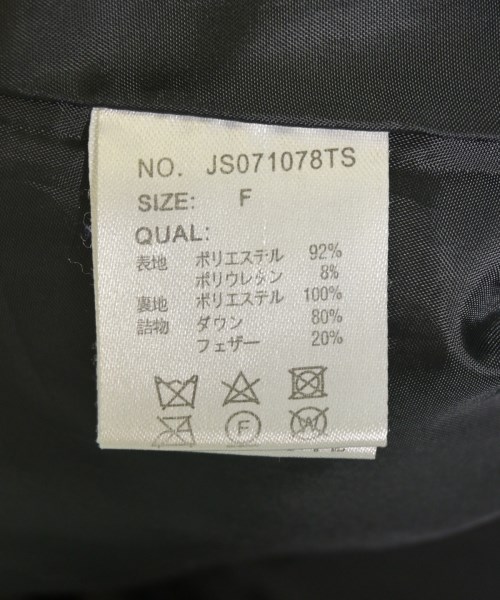 NO. JS071078TS
SIZE: F
QUAL:
表地 ポリエステル 92%
ポリウレタン 8%
裏地 ポリエステル 100%
詰物 ダウン 80%
フェザー 20%
F W